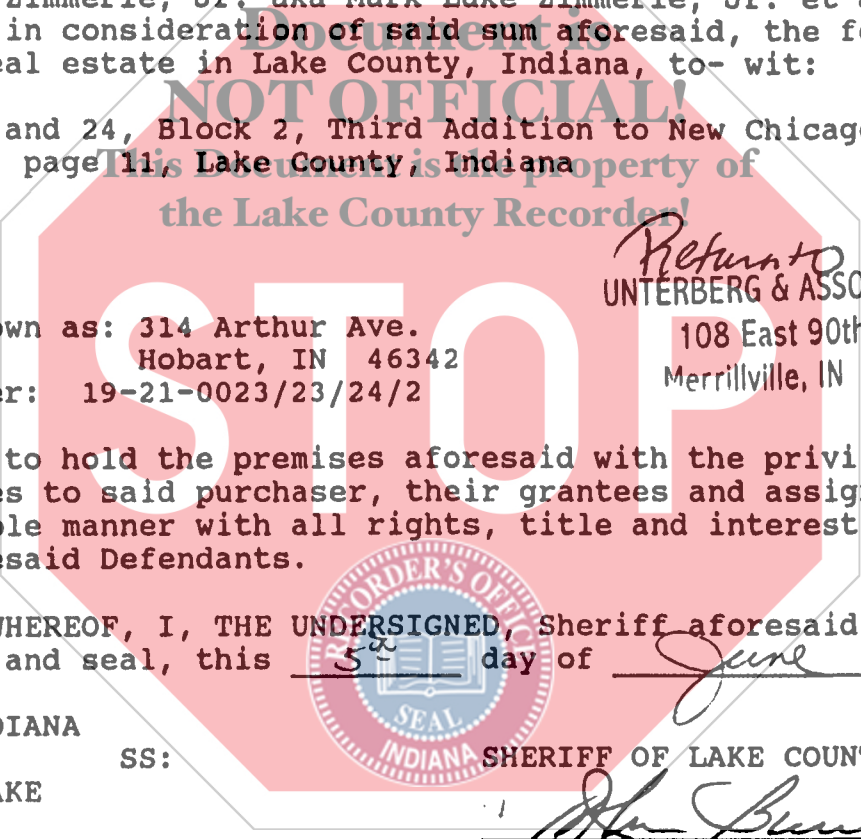 Zimmerle, Jr. aka Mark Lake Zimmerle, Jr. et
in consideration of said sum aforesaid, the fo
eal estate in Lake County, Indiana, to- wit:
Document is
NOT OFFICIAL!
This Document is the property of
the Lake County Recorder!
and 24, Block 2, Third Addition to New Chicag
page 11, Lake County, Indiana
Return to
UNTERBERG & ASSO
108 East 90th
Merrillville, IN
STOP
own as: 314 Arthur Ave.
Hobart, IN 46342
er: 19-21-0023/23/24/2
to hold the premises aforesaid with the privi
es to said purchaser, their grantees and assig
ble manner with all rights, title and interest
esaid Defendants.
WHEREOF, I, THE UNDERSIGNED, Sheriff aforesaid
and seal, this 5th day of June
RECORDER'S OFFICE
SEAL
INDIANA
DIANA
SS:
SHERIFF OF LAKE COUNT
AKE